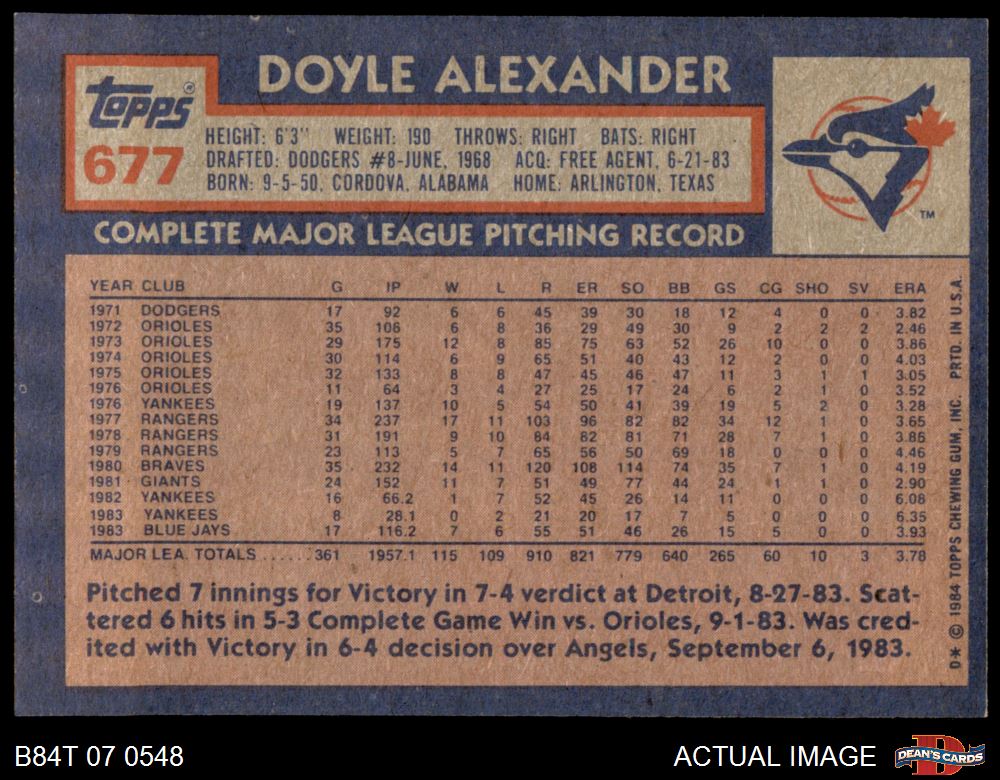 DOYLE ALEXANDER
Topps®
677
HEIGHT: 6'3" WEIGHT: 190 THROWS: RIGHT BATS: RIGHT
DRAFTED: DODGERS #8-JUNE, 1968 ACQ: FREE AGENT, 6-21-83
BORN: 9-5-50, CORDOVA, ALABAMA HOME: ARLINGTON, TEXAS
TM
COMPLETE MAJOR LEAGUE PITCHING RECORD
YEAR CLUB G IP W L R ER SO BB GS CG SHO SV ERA
1971 DODGERS 17 92 6 6 45 39 30 18 12 4 0 0 3.82
1972 ORIOLES 35 106 6 8 36 29 49 30 9 2 2 2 2.46
1973 ORIOLES 29 175 12 8 85 75 63 52 26 10 0 0 3.86
1974 ORIOLES 30 114 6 9 65 51 40 43 12 2 0 0 4.03
1975 ORIOLES 32 133 8 8 47 45 46 47 11 3 1 1 3.05
1976 ORIOLES 11 64 3 4 27 25 17 24 6 2 1 0 3.52
1976 YANKEES 19 137 10 5 54 50 41 39 19 5 2 0 3.28
1977 RANGERS 34 237 17 11 103 96 82 82 34 12 1 0 3.65
1978 RANGERS 31 191 9 10 84 82 81 71 28 7 1 0 3.86
1979 RANGERS 23 113 5 7 65 56 50 69 18 0 0 0 4.46
1980 BRAVES 35 232 14 11 120 108 114 74 35 7 1 0 4.19
1981 GIANTS 24 152 11 7 51 49 77 44 24 1 1 0 2.90
1982 YANKEES 16 66.2 1 7 52 45 26 14 11 0 0 0 6.08
1983 YANKEES 8 28.1 0 2 21 20 17 7 5 0 0 0 6.35
1983 BLUE JAYS 17 116.2 7 6 55 51 46 26 15 5 0 0 3.93
MAJOR LEA. TOTALS ...... 361 1957.1 115 109 910 821 779 640 265 60 10 3 3.78
Pitched 7 innings for Victory in 7-4 verdict at Detroit, 8-27-83. Scat-
tered 6 hits in 5-3 Complete Game Win vs. Orioles, 9-1-83. Was cred-
ited with Victory in 6-4 decision over Angels, September 6, 1983.
D* © 1984 TOPPS CHEWING GUM, INC. PRTD. IN U.S.A.
B84T 07 0548
ACTUAL IMAGE
D
DEAN'S CARDS